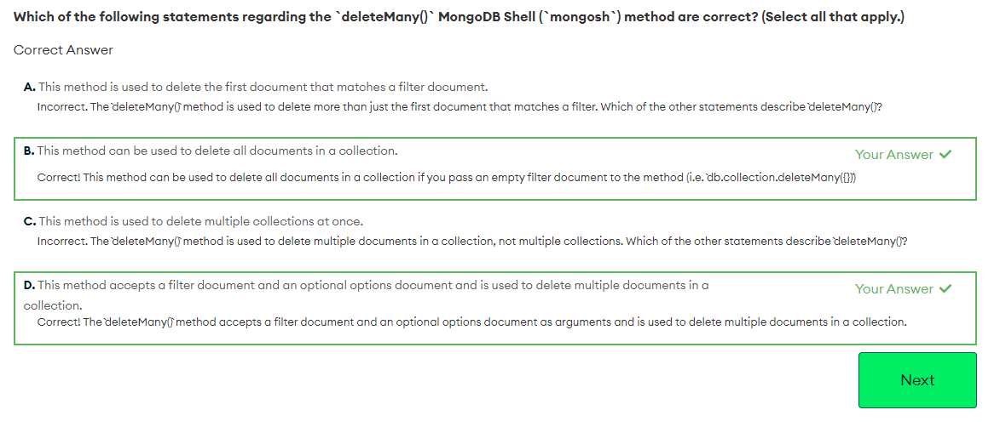 Which of the following statements regarding the `deleteMany()` MongoDB Shell (`mongosh`) method are correct? (Select all that apply.)
Correct Answer
A. This method is used to delete the first document that matches a filter document.
Incorrect. The `deleteMany()` method is used to delete more than just the first document that matches a filter. Which of the other statements describe `deleteMany()`?
B. This method can be used to delete all documents in a collection.
Your Answer ✓
Correct! This method can be used to delete all documents in a collection if you pass an empty filter document to the method (i.e. `db.collection.deleteMany({})`)
C. This method is used to delete multiple collections at once.
Incorrect. The `deleteMany()` method is used to delete multiple documents in a collection, not multiple collections. Which of the other statements describe `deleteMany()`?
D. This method accepts a filter document and an optional options document and is used to delete multiple documents in a
Your Answer ✓
collection.
Correct! The `deleteMany()` method accepts a filter document and an optional options document as arguments and is used to delete multiple documents in a collection.
Next